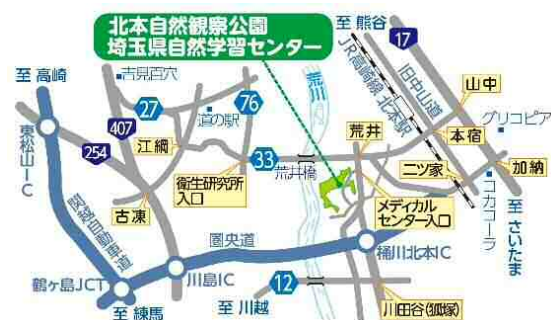 北本自然観察公園
埼玉県自然学習センター
至 熊谷
17
至 高崎
吉見百穴
荒川
JR高崎線 北本駅
旧中山道
山中
27
道の駅
76
グリコピア
東松山IC
407
254
江綱
荒井
本宿
33
荒井橋
二ツ家
加納
衛生研究所
入口
古凍
メディカル
センター入口
コカコーラ
至 さいたま
関越自動車道
圏央道
桶川北本IC
川島IC
鶴ヶ島JCT
12
至 練馬
至 川越
川田谷(狐塚)